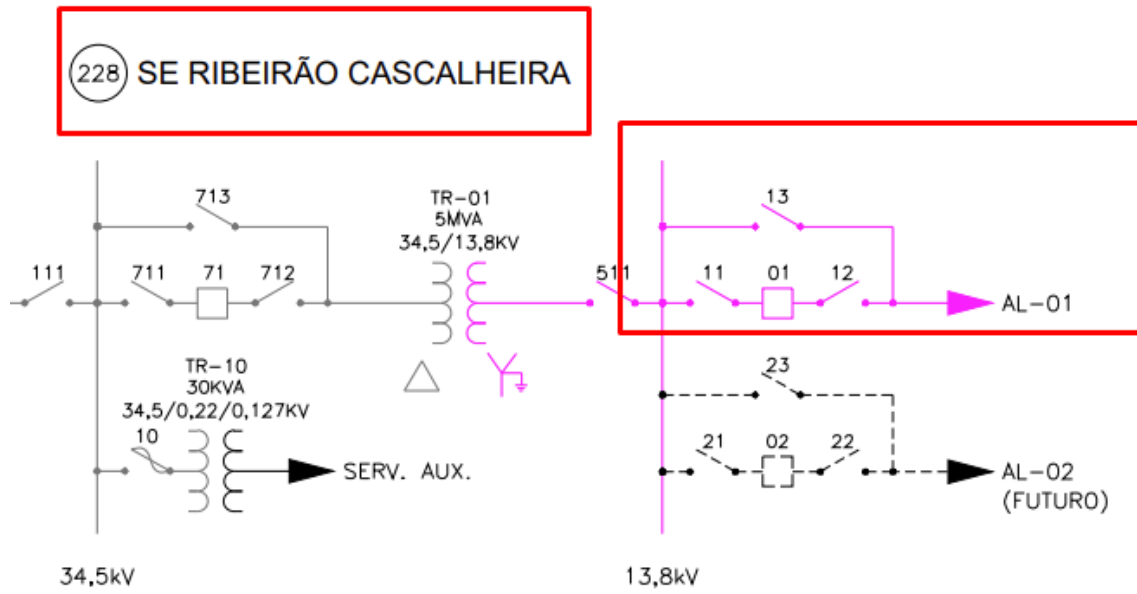 228 SE RIBEIRÃO CASCALHEIRA
713
TR-01
5MVA
34,5/13,8KV
13
111
711
71
712
511
11
01
12
AL-01
TR-10
30KVA
34,5/0,22/0,127KV
10
SERV. AUX.
23
21
02
22
AL-02
(FUTURO)
34,5kV
13,8kV